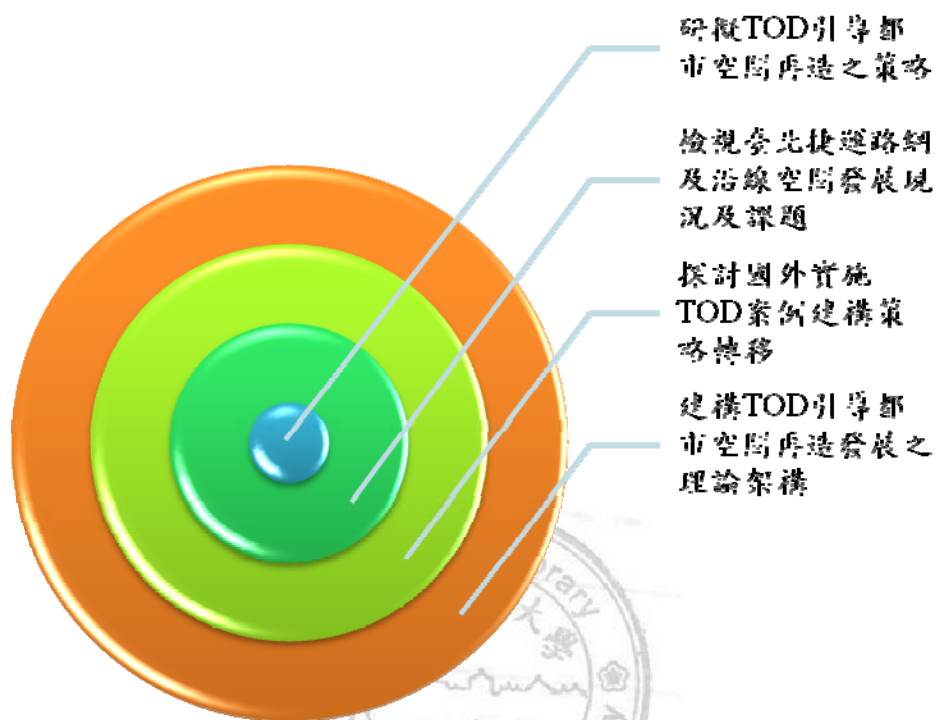 研擬TOD引導都
市空間再造之策略
檢視臺北捷運路網
及沿線空間發展現
況及課題
探討國外實施
TOD案例建構策
略轉移
建構TOD引導都
市空間再造發展之
理論架構
rary
大學